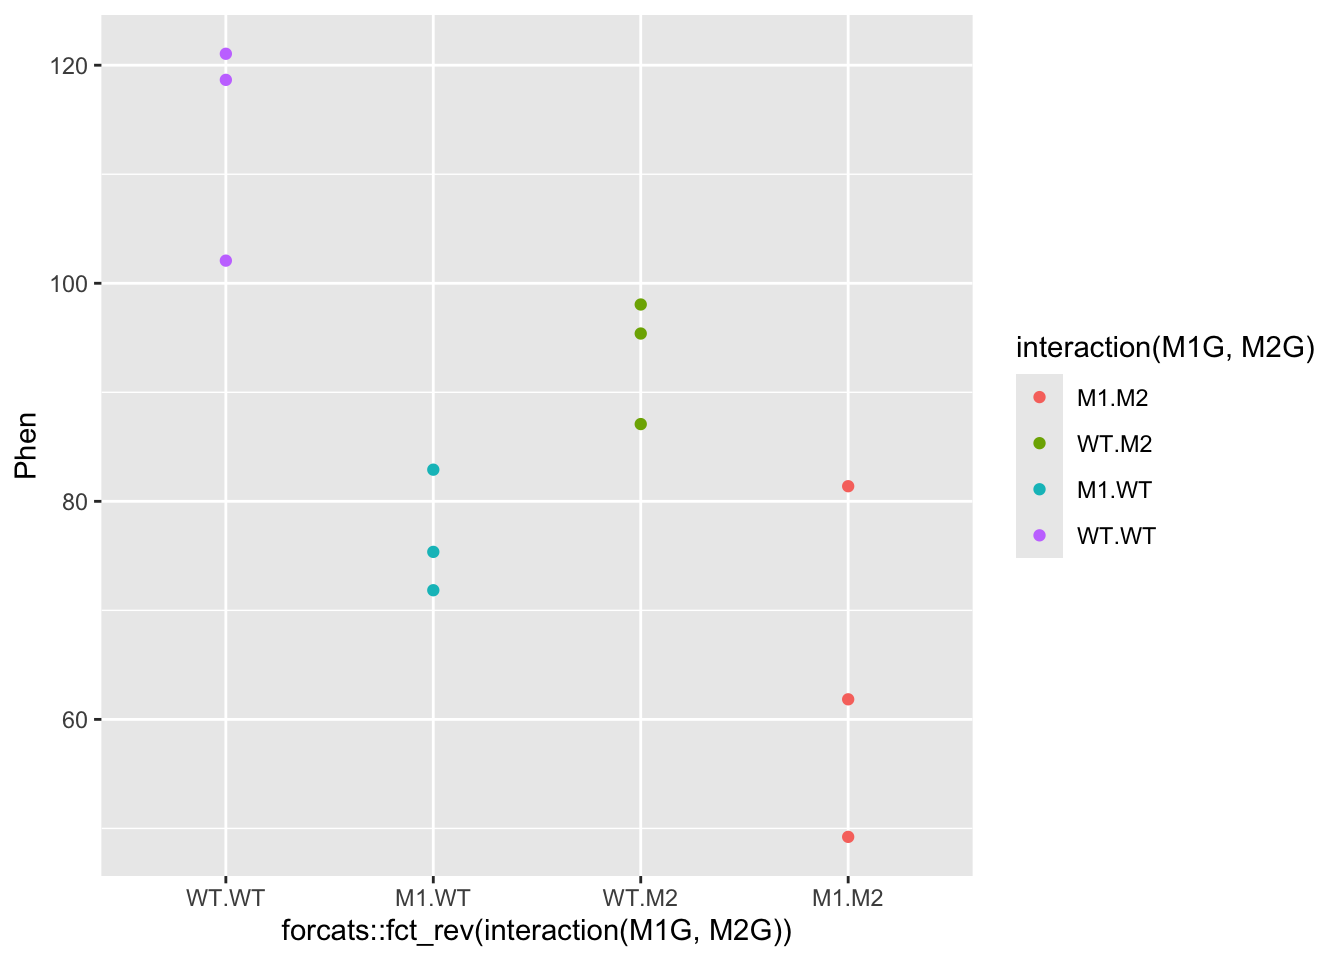 120
100
80
60
Phen
WT.WT
M1.WT
WT.M2
M1.M2
forcats::fct_rev(interaction(M1G, M2G))
interaction(M1G, M2G)
M1.M2
WT.M2
M1.WT
WT.WT